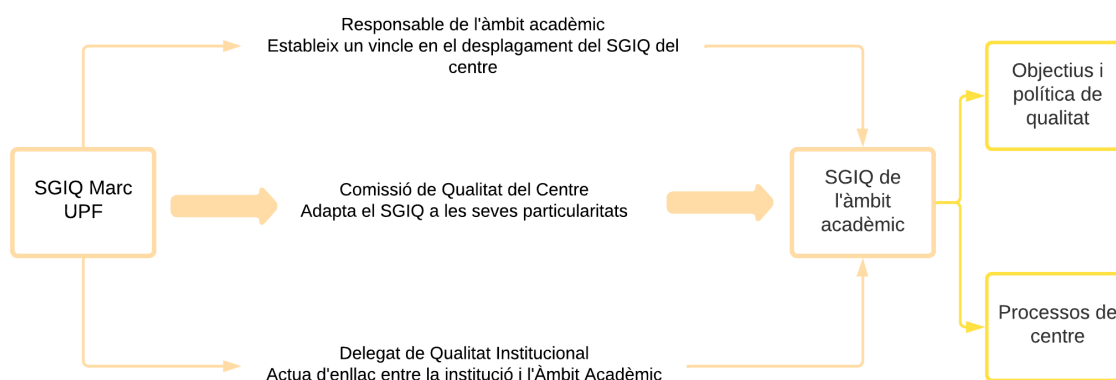 Responsable de l'àmbit acadèmic
Estableix un vincle en el desplagament del SGIQ del
centre
SGIQ Marc
UPF
Comissió de Qualitat del Centre
Adapta el SGIQ a les seves particularitats
Delegat de Qualitat Institucional
Actua d'enllac entre la institució i l'Àmbit Acadèmic
SGIQ de
l'àmbit
acadèmic
Objectius i
política de
qualitat
Processos de
centre